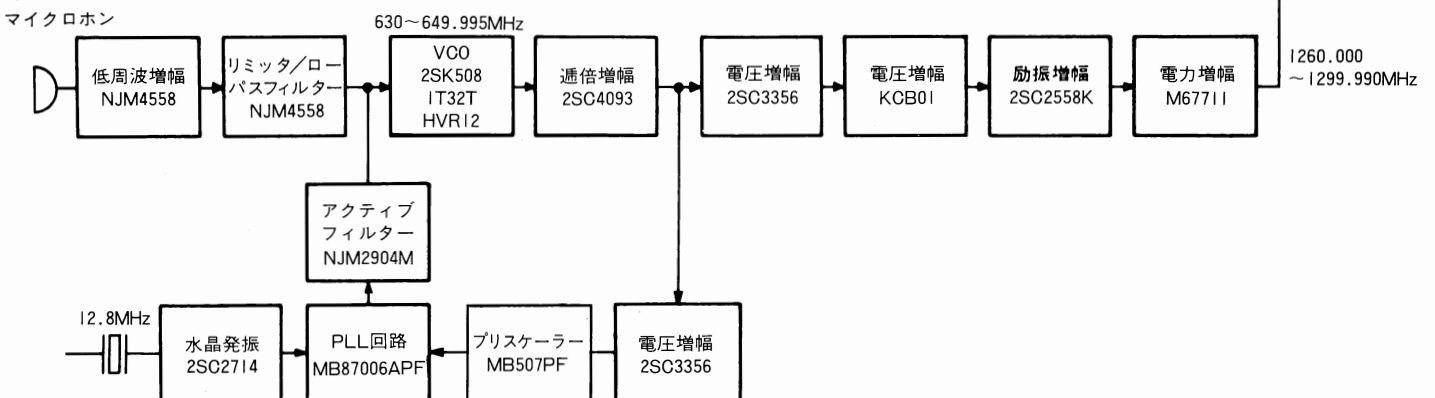 マイクロホン
630～649.995MHz
低周波増幅
NJM4558
リミッタ/ロー
パスフィルター
NJM4558
VCO
2SK508
1T32T
HVR12
逓倍増幅
2SC4093
電圧増幅
2SC3356
電圧増幅
KCB01
励振増幅
2SC2558K
電力増幅
M67711
1260.000
～1299.990MHz
アクティブ
フィルター
NJM2904M
12.8MHz
水晶発振
2SC2714
PLL回路
MB87006APF
プリスケーラー
MB507PF
電圧増幅
2SC3356